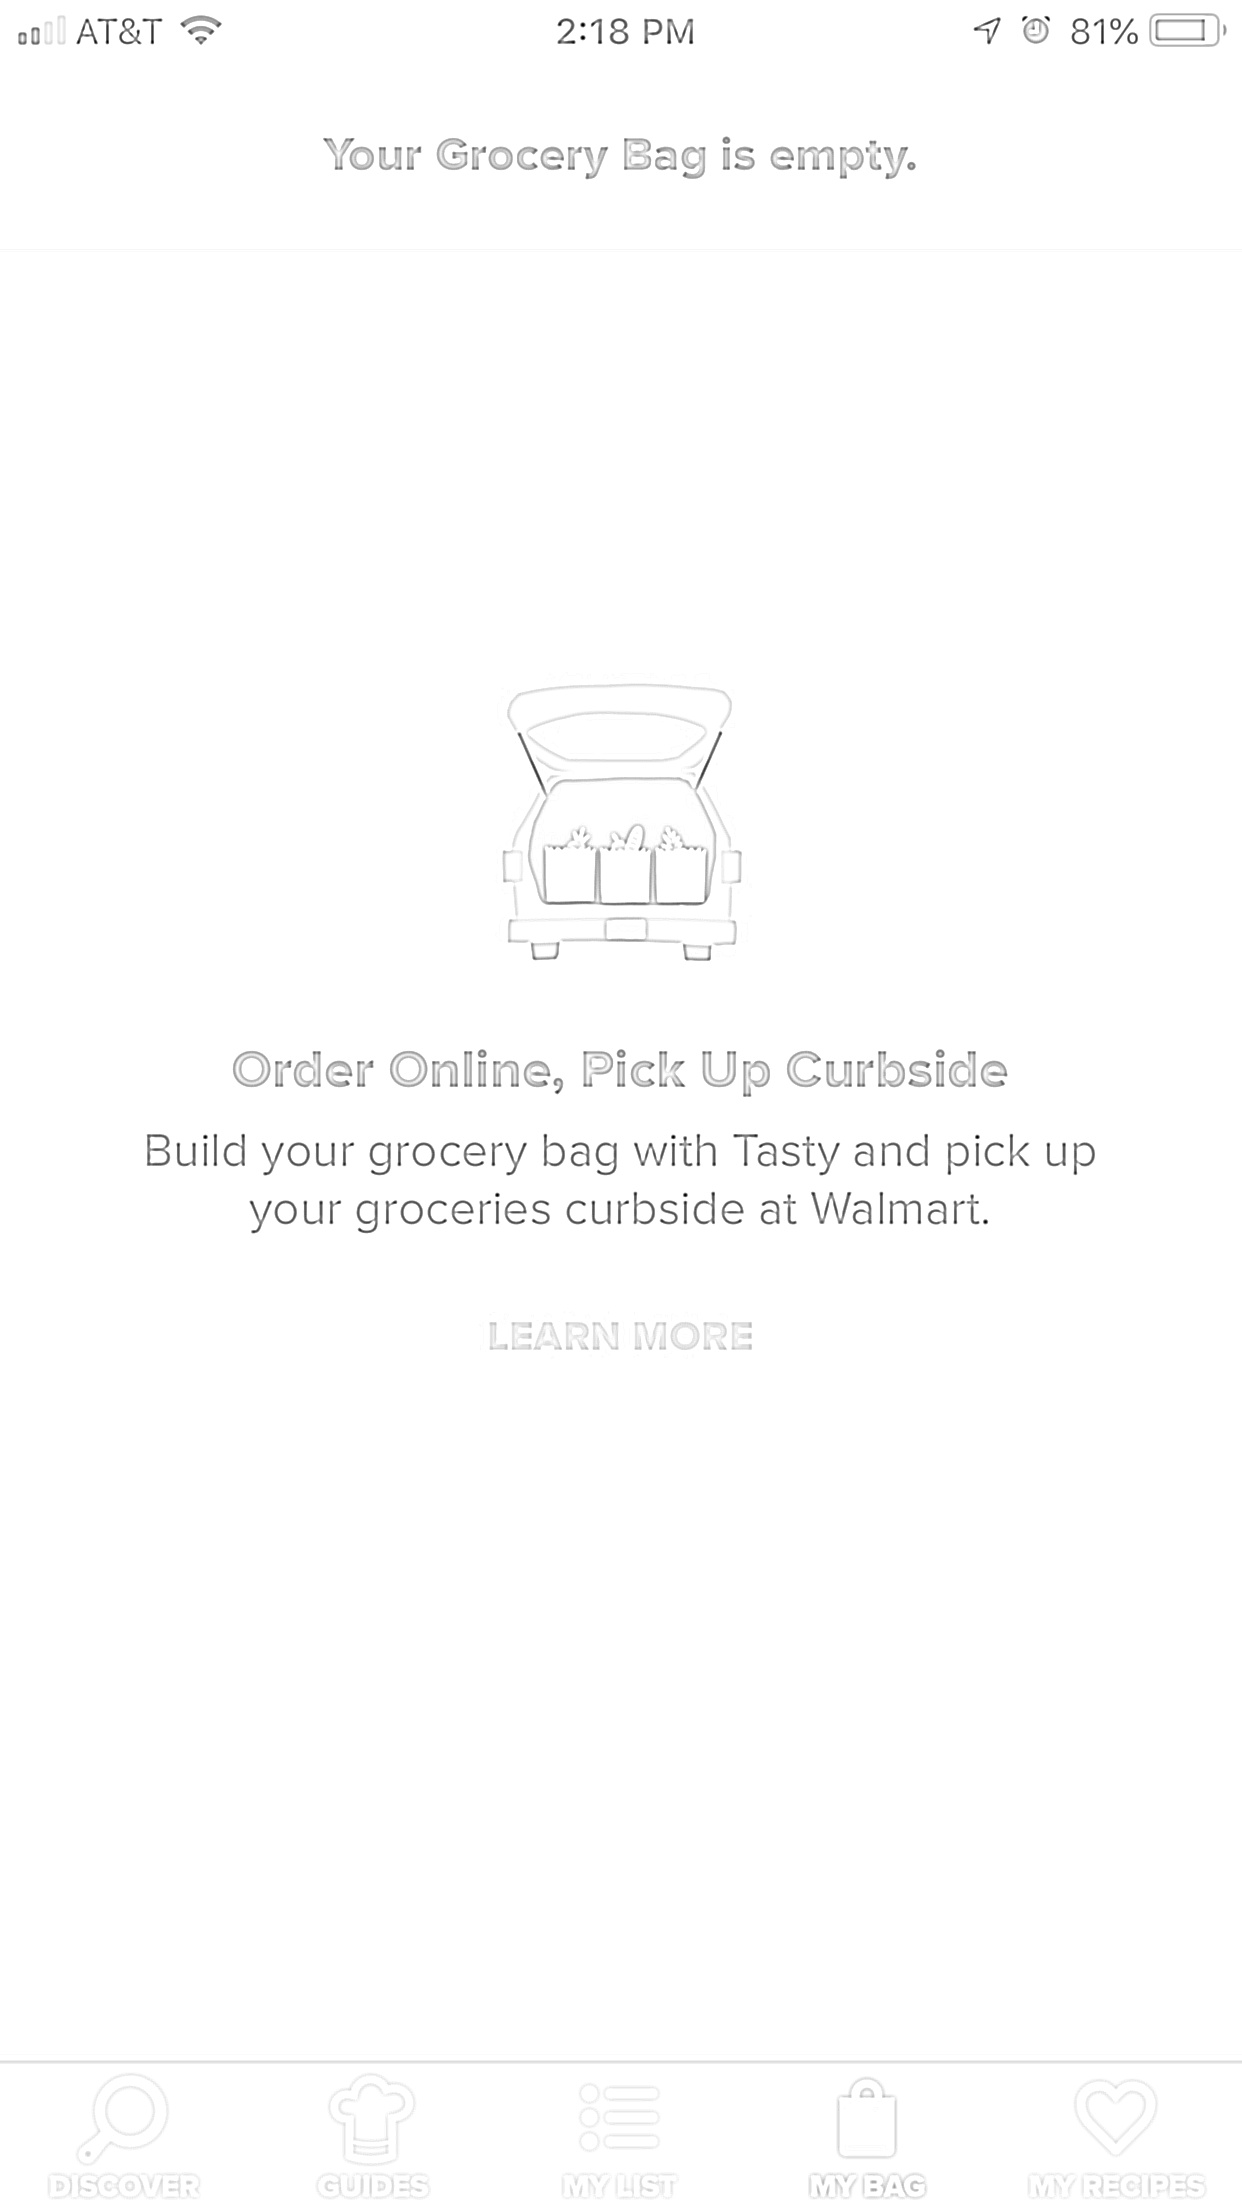 AT&T 2:18 PM 81%
Your Grocery Bag is empty.
Order Online, Pick Up Curbside
Build your grocery bag with Tasty and pick up
your groceries curbside at Walmart.
LEARN MORE
DISCOVER GUIDES MY LIST MY BAG MY RECIPES